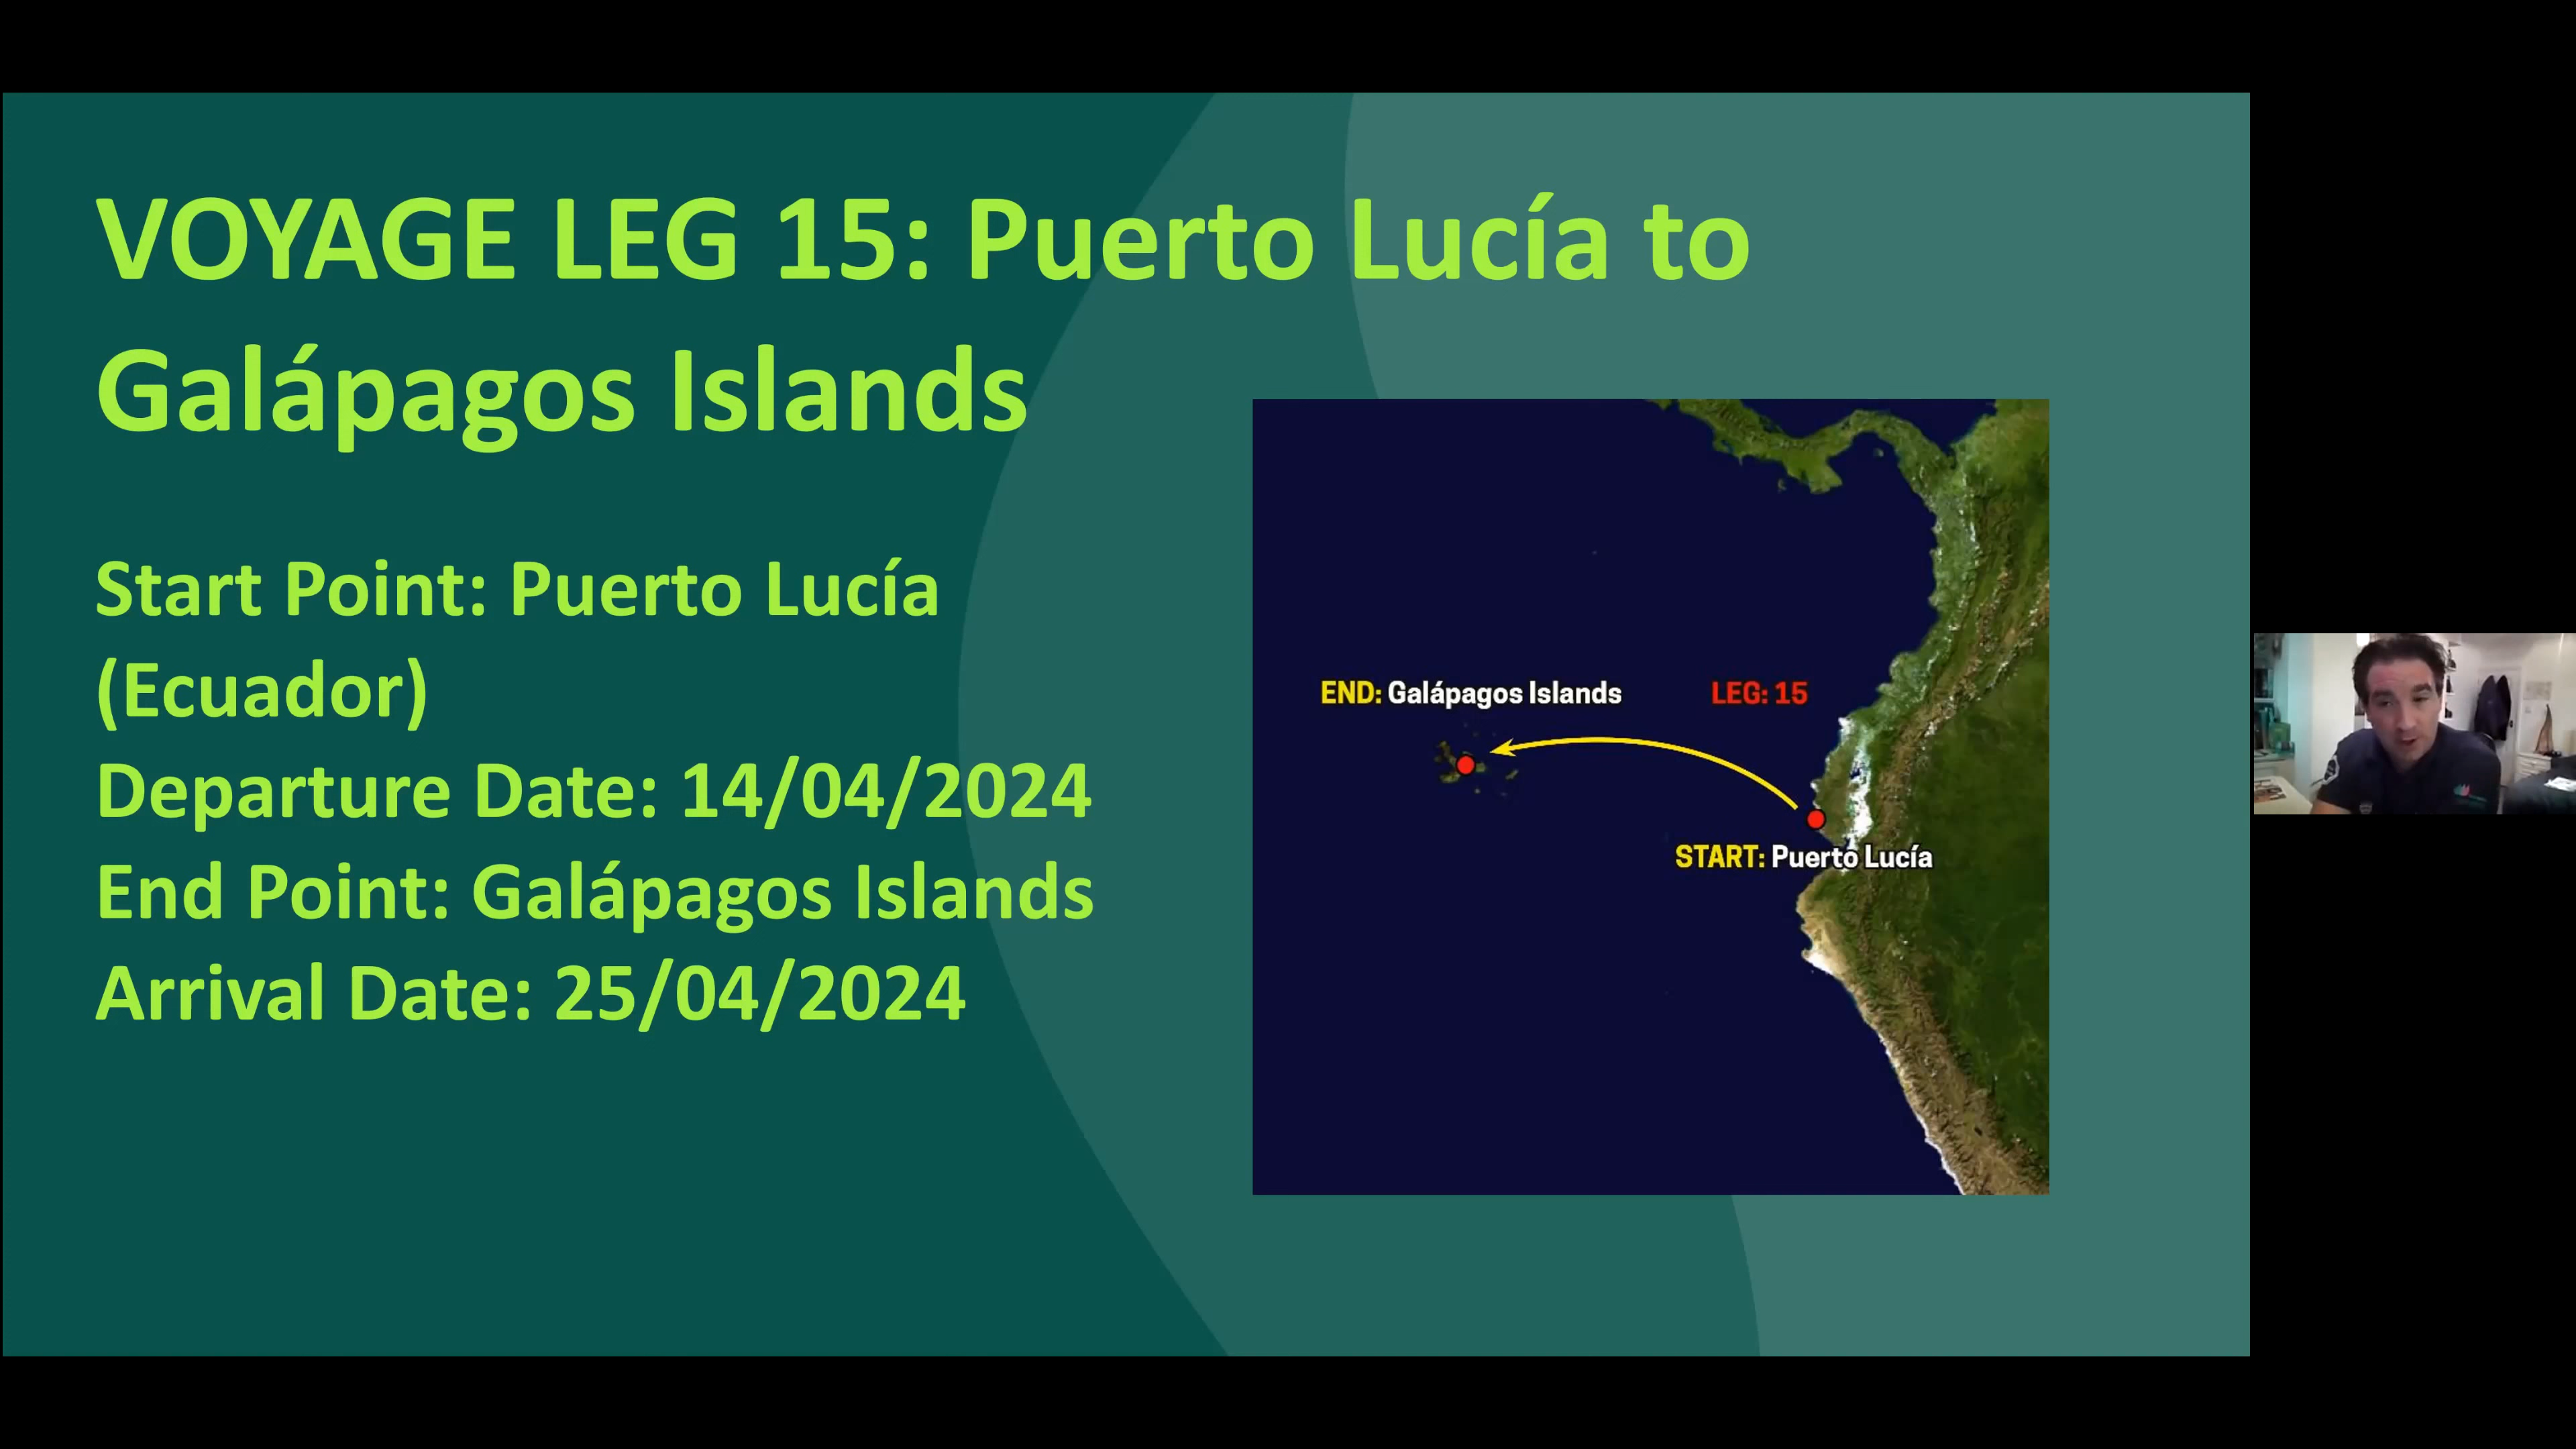 VOYAGE LEG 15: Puerto Lucía to
Galápagos Islands
Start Point: Puerto Lucía
(Ecuador)
Departure Date: 14/04/2024
End Point: Galápagos Islands
Arrival Date: 25/04/2024
END: Galápagos Islands
LEG: 15
START: Puerto Lucía